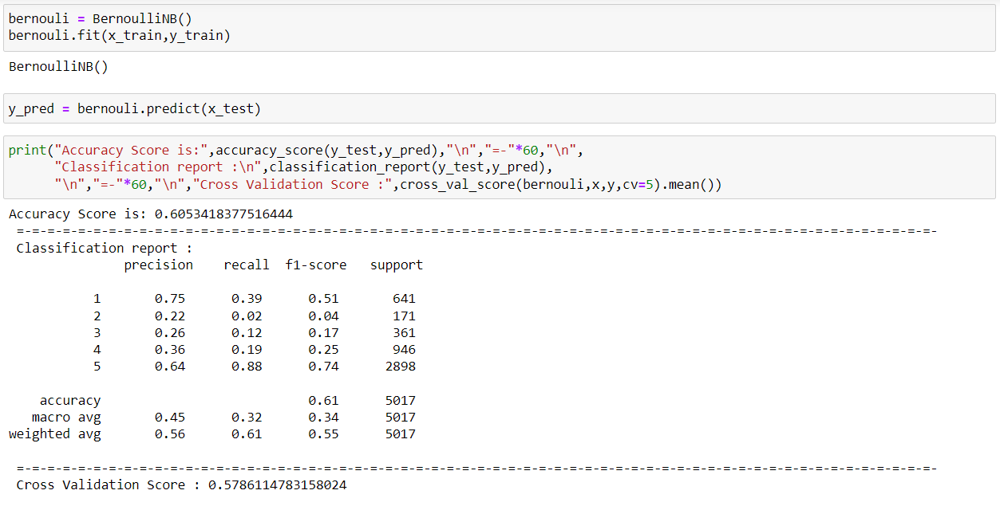 bernouli = BernoulliNB()
bernouli.fit(x_train,y_train)
BernoulliNB()
y_pred = bernouli.predict(x_test)
print("Accuracy Score is:",accuracy_score(y_test,y_pred),"\n","=-"*60,"\n",
"Classification report :\n",classification_report(y_test,y_pred),
"\n","=-"*60,"\n","Cross Validation Score :",cross_val_score(bernouli,x,y,cv=5).mean())
Accuracy Score is: 0.6053418377516444
=-=-=-=-=-=-=-=-=-=-=-=-=-=-=-=-=-=-=-=-=-=-=-=-=-=-=-=-=-=-=-=-=-=-=-=-=-=-=-=-=-=-=-=-=-=-=-=-=-=-=-=-=-=-=-=-=-=-=-=-
Classification report :
precision recall f1-score support
1 0.75 0.39 0.51 641
2 0.22 0.02 0.04 171
3 0.26 0.12 0.17 361
4 0.36 0.19 0.25 946
5 0.64 0.88 0.74 2898
accuracy 0.61 5017
macro avg 0.45 0.32 0.34 5017
weighted avg 0.56 0.61 0.55 5017
=-=-=-=-=-=-=-=-=-=-=-=-=-=-=-=-=-=-=-=-=-=-=-=-=-=-=-=-=-=-=-=-=-=-=-=-=-=-=-=-=-=-=-=-=-=-=-=-=-=-=-=-=-=-=-=-=-=-=-=-
Cross Validation Score : 0.5786114783158024